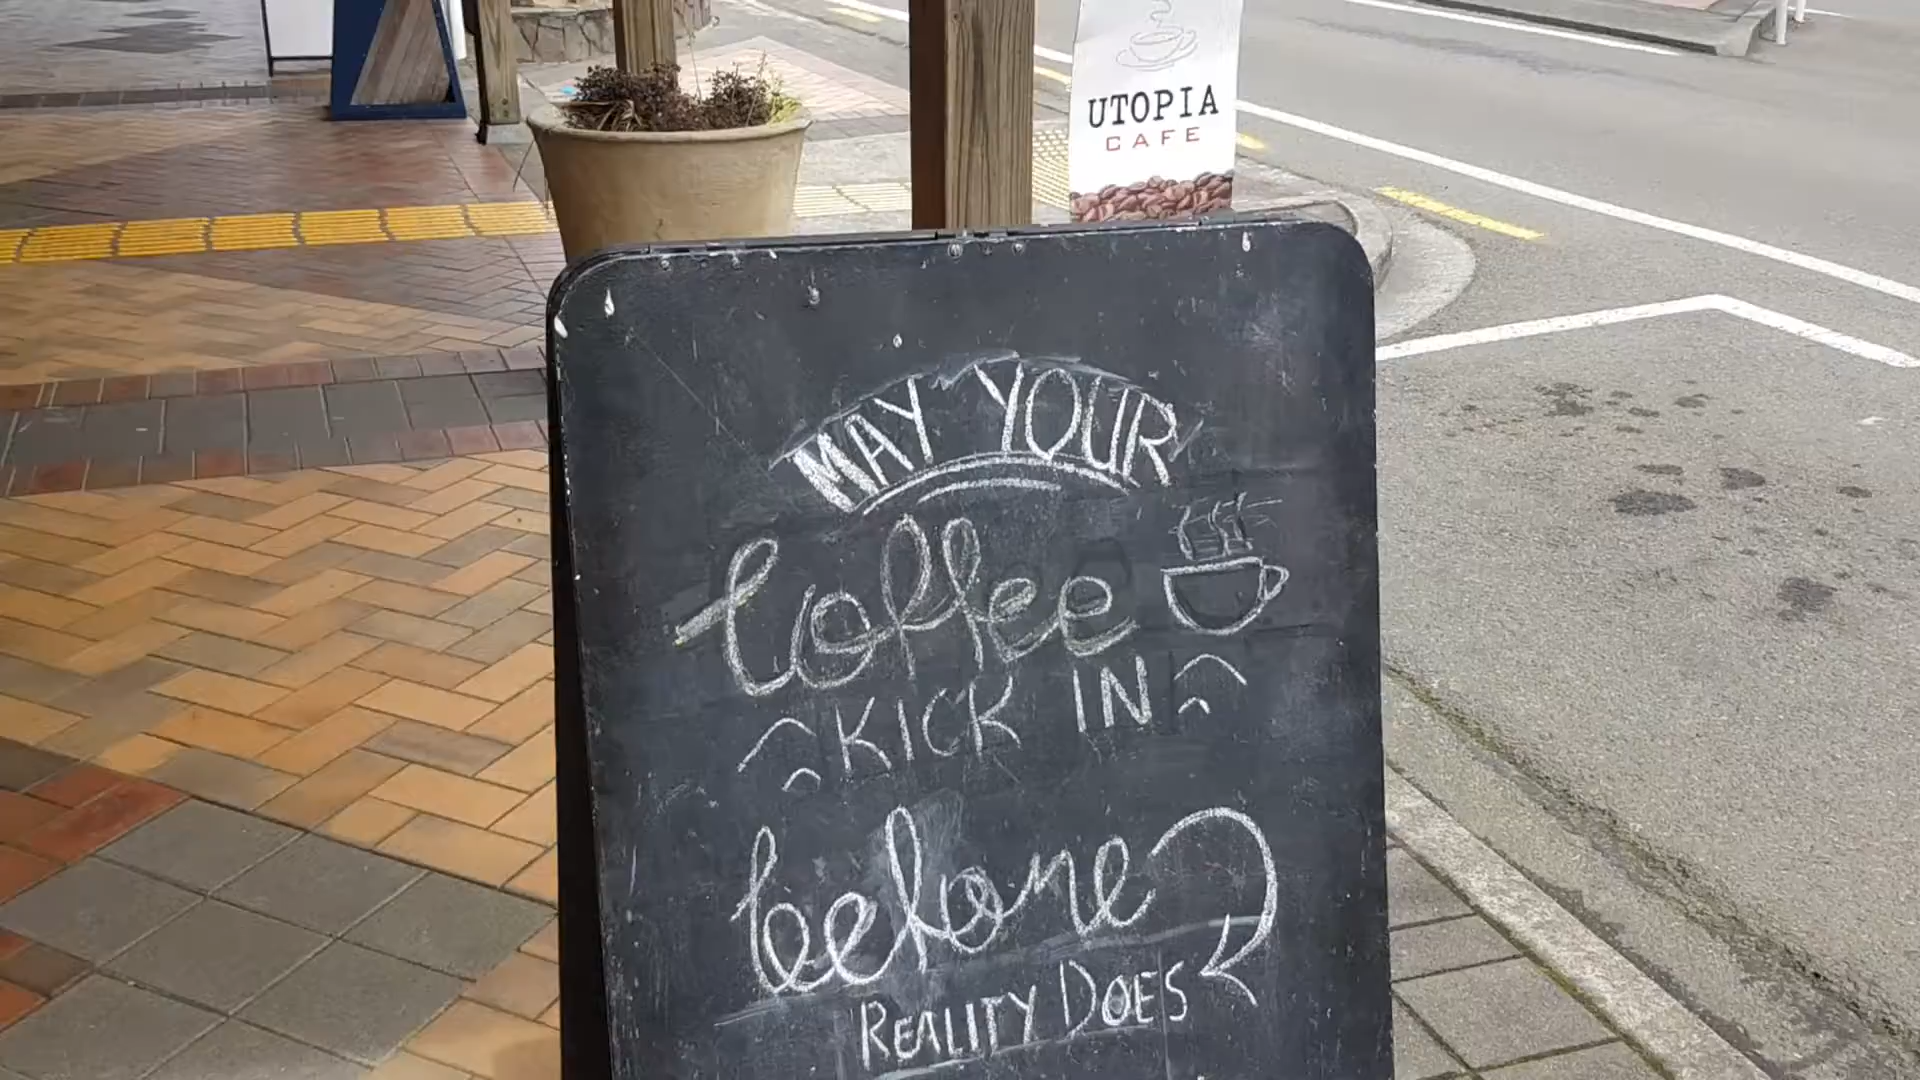 UTOPIA
CAFE
MAY YOUR
Coffee
KICK IN
before
REALITY DOES